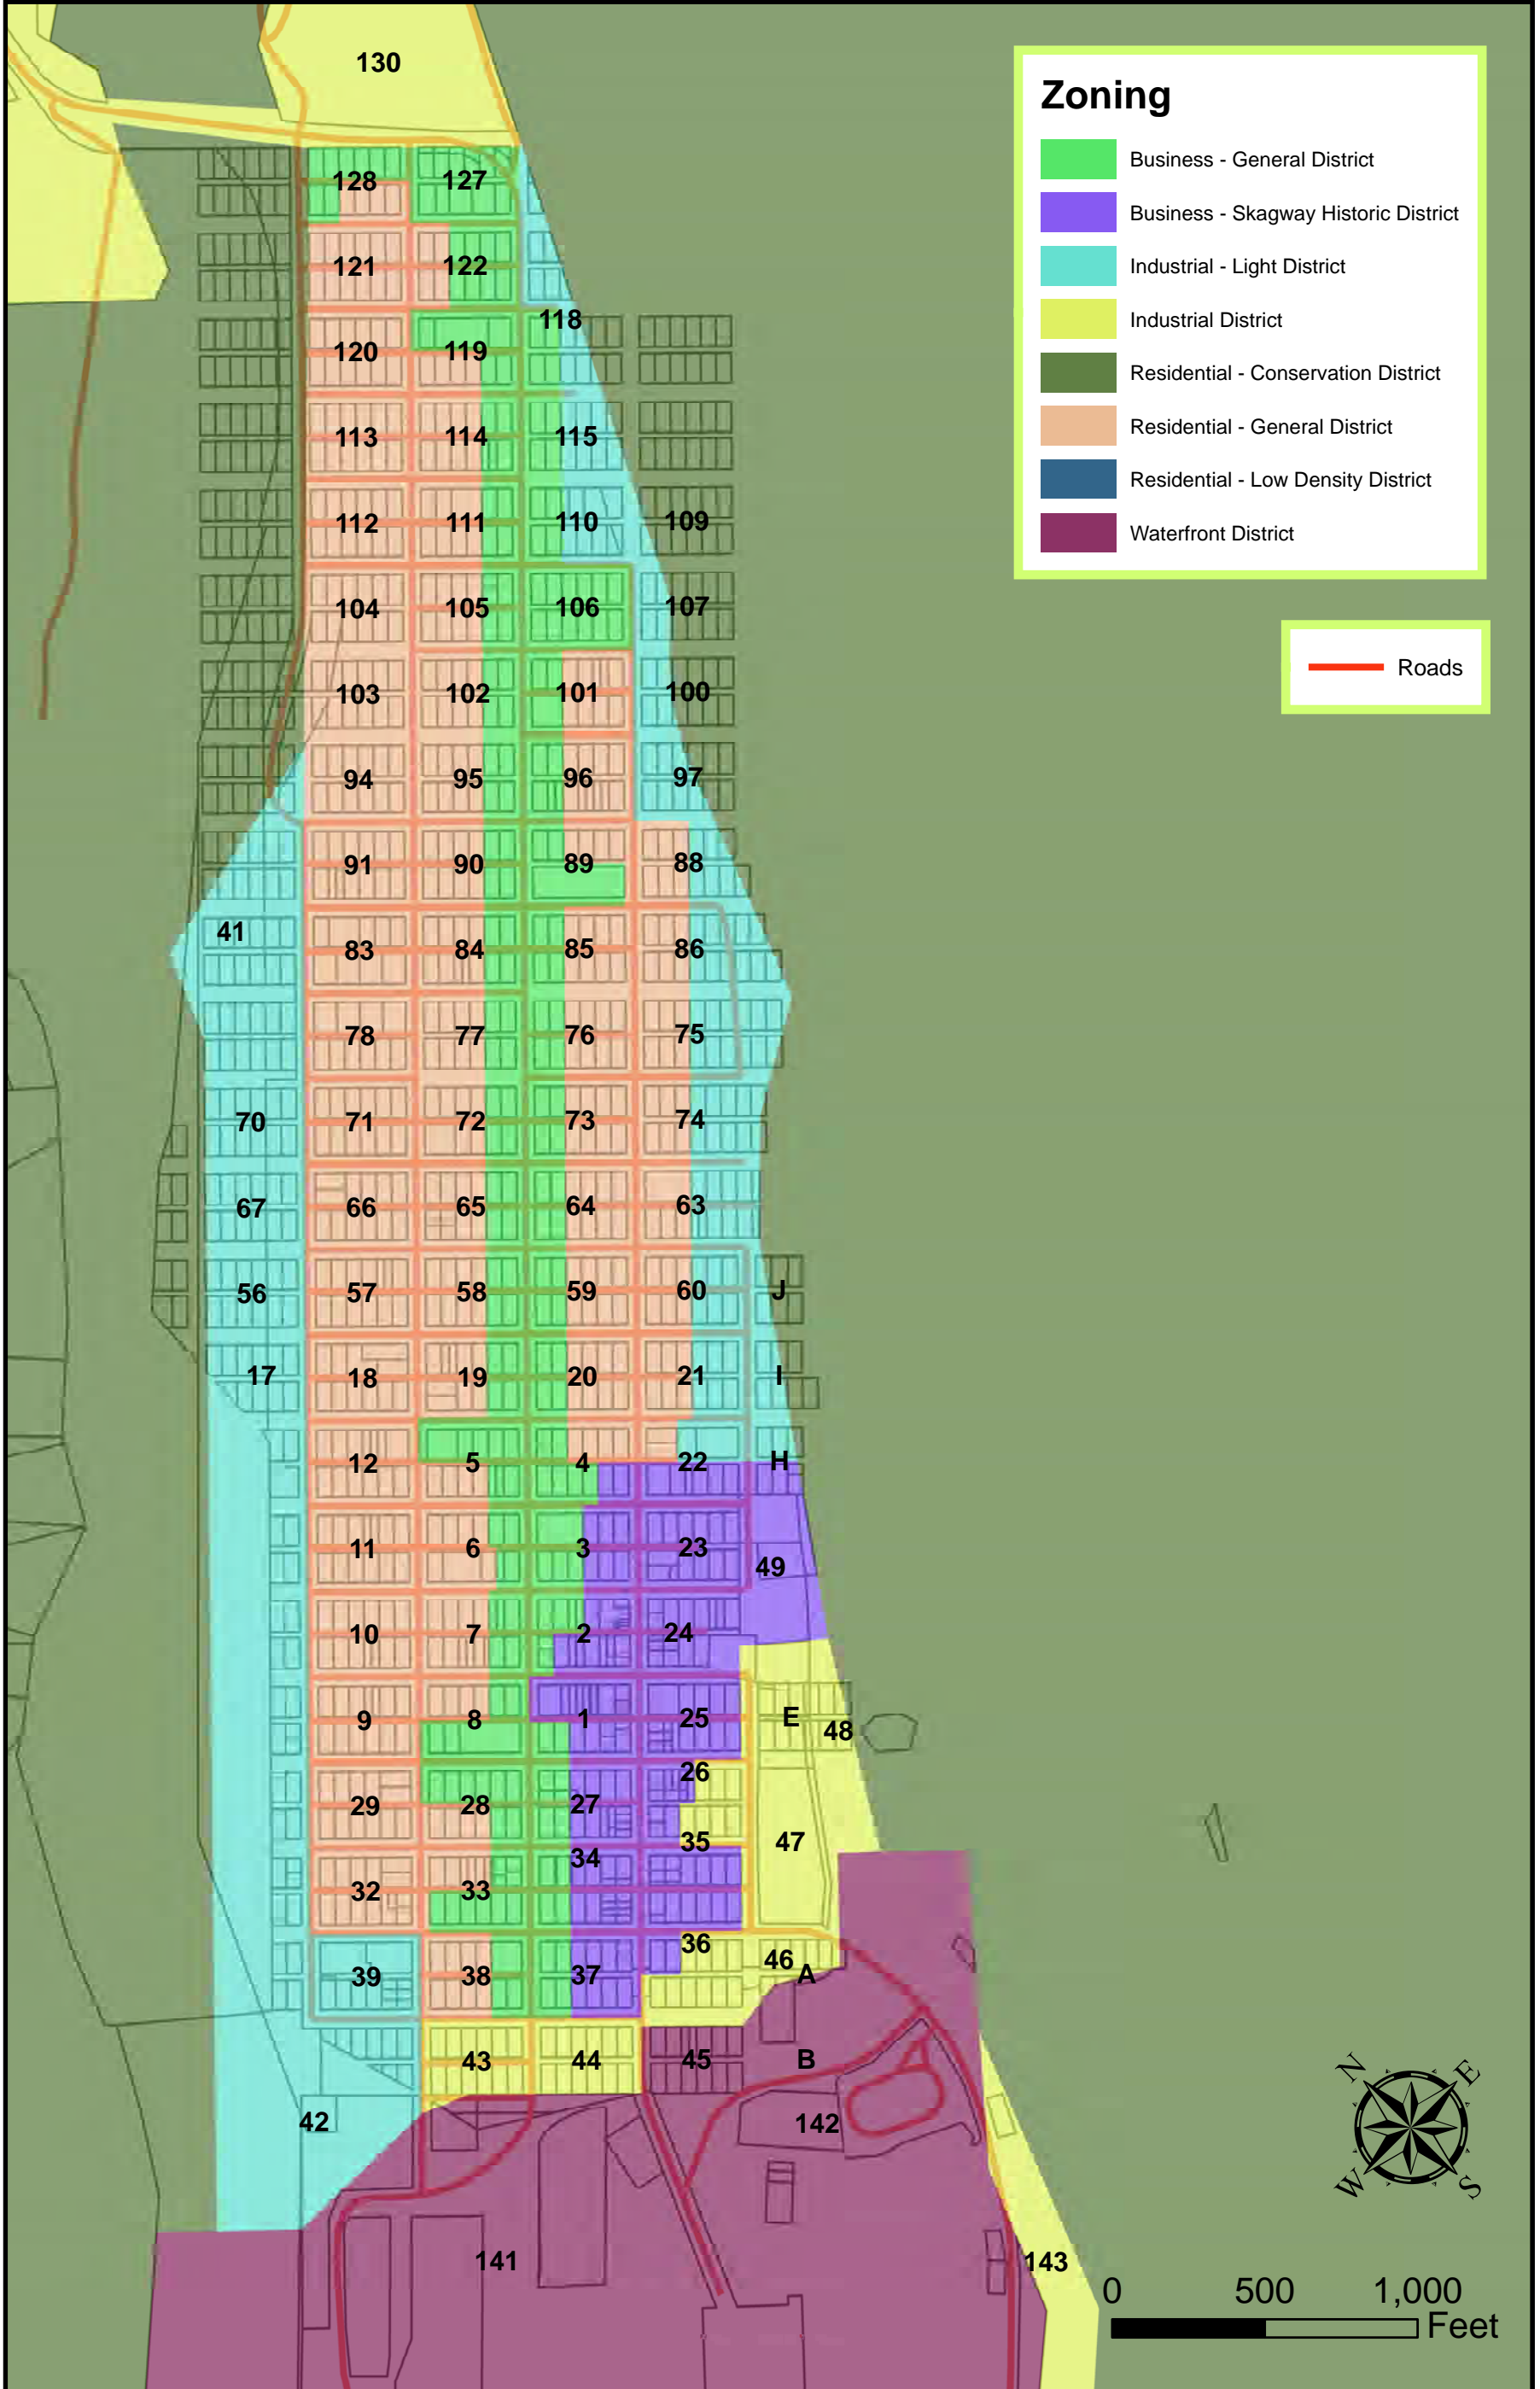 130
Zoning
Business - General District
Business - Skagway Historic District
Industrial - Light District
Industrial District
Residential - Conservation District
Residential - General District
Residential - Low Density District
Waterfront District
Roads
128 127
121 122
118
120 119
113 114 115
112 111 110 109
104 105 106 107
103 102 101 100
94 95 96 97
91 90 89 88
41
83 84 85 86
78 77 76 75
70 71 72 73 74
67 66 65 64 63
56 57 58 59 60 J
17 18 19 20 21 I
12 5 4 22 H
11 6 3 23
49
10 7 2 24
9 8 1 25 E
48
26
29 28 27
35 47
34
32 33
36
46
39 38 37 A
43 44 45 B
42 142
141 143
N E
W S
0 500 1,000
Feet